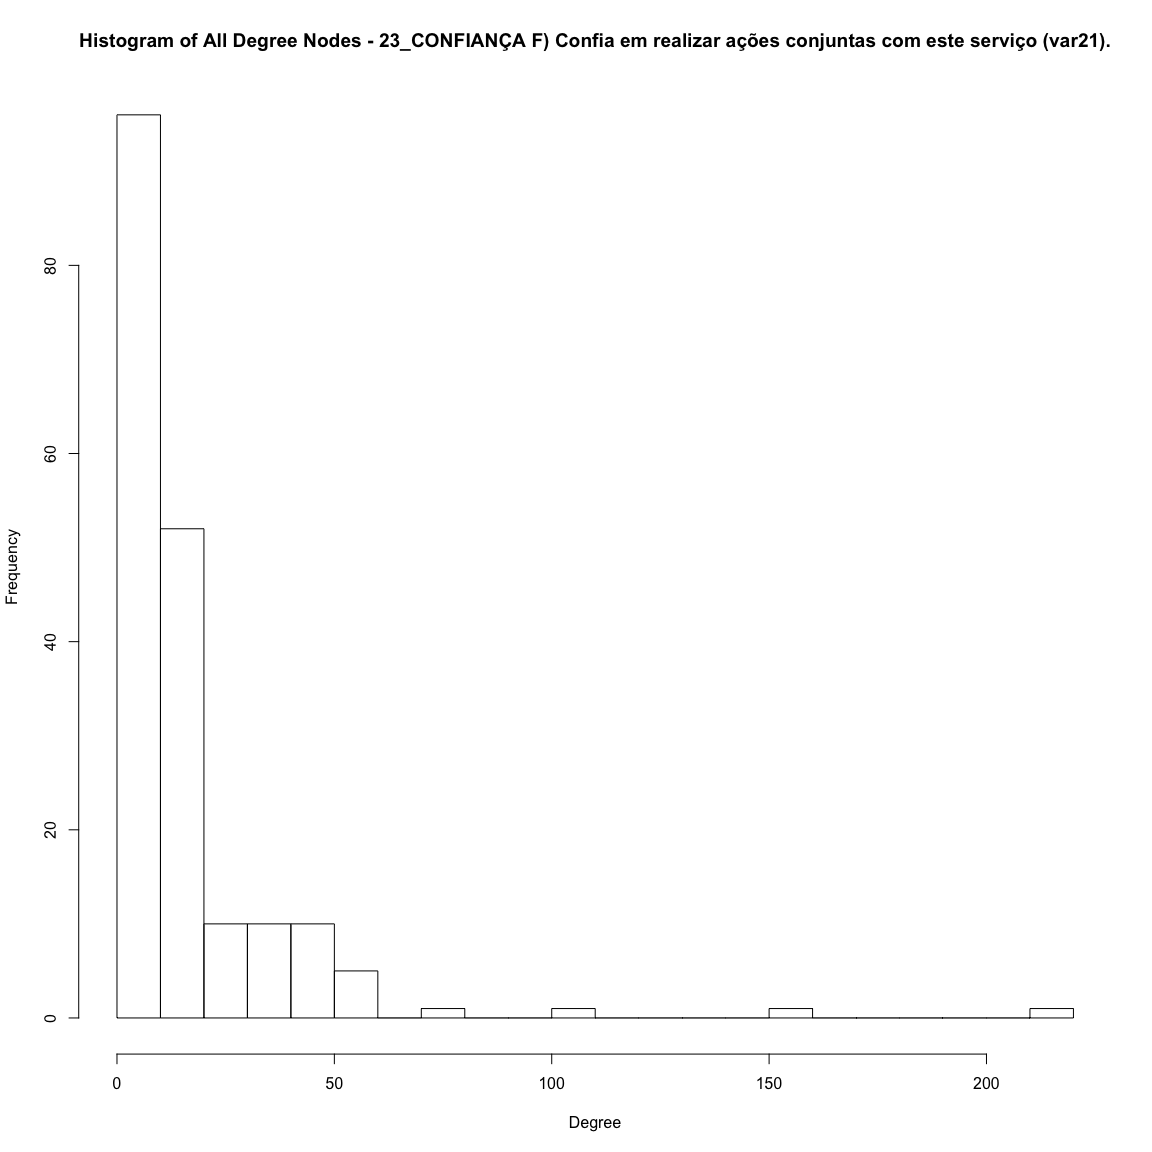 Histogram of All Degree Nodes - 23_CONFIANÇA F) Confia em realizar ações conjuntas com este serviço (var21).
80
60
40
20
0
Frequency
0 50 100 150 200
Degree